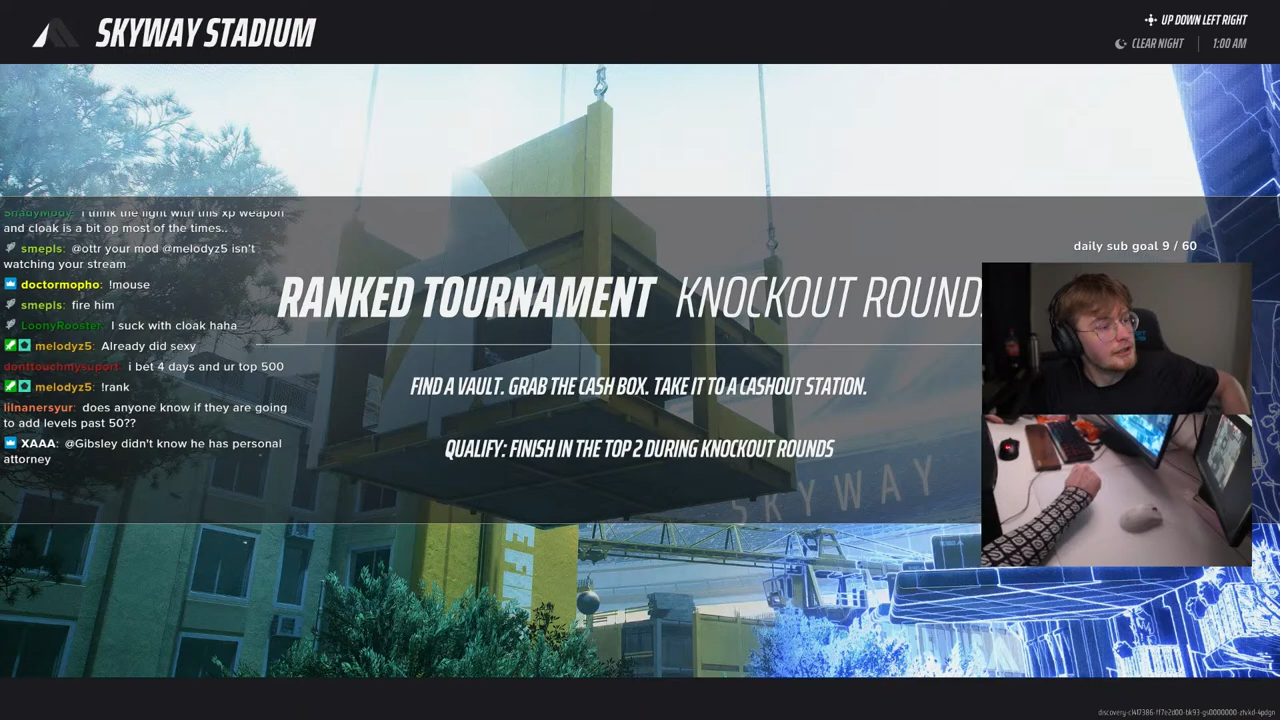 SKYWAY STADIUM
UP DOWN LEFT RIGHT
CLEAR NIGHT
1:00 AM
ShadyMody: i think the light with this xp weapon
and cloak is a bit op most of the times..
smepls: @ottr your mod @melodyz5 isn't
watching your stream
doctormopho: !mouse
smepls: fire him
LoonyRooster: I suck with cloak haha
melodyz5: Already did sexy
donttouchmysuport: i bet 4 days and ur top 500
melodyz5: !rank
lilnanersyur: does anyone know if they are going
to add levels past 50??
XAAA: @Gibsley didn't know he has personal
attorney
daily sub goal 9 / 60
RANKED TOURNAMENT KNOCKOUT ROUND
FIND A VAULT. GRAB THE CASH BOX. TAKE IT TO A CASHOUT STATION.
QUALIFY: FINISH IN THE TOP 2 DURING KNOCKOUT ROUNDS
SKYWAY